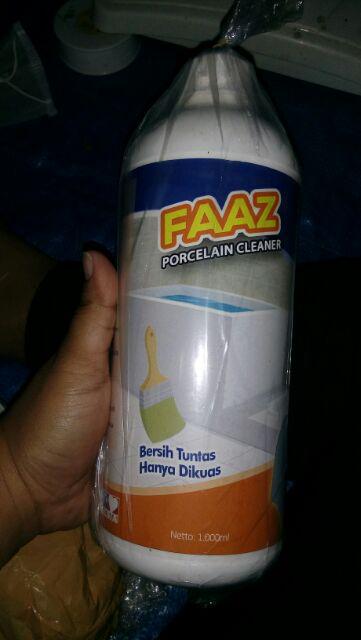 FAAZ
PORCELAIN CLEANER
Bersih Tuntas
Hanya Dikuas
Netto: 1.000ml